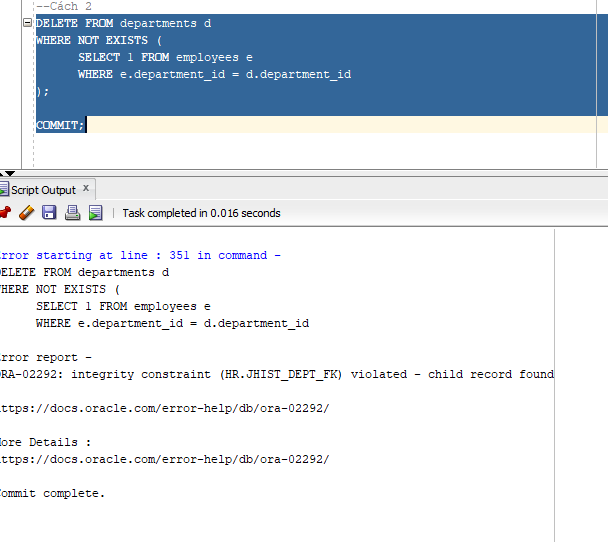 --Cách 2
DELETE FROM departments d
WHERE NOT EXISTS (
SELECT 1 FROM employees e
WHERE e.department_id = d.department_id
);
COMMIT;
Script Output x
Task completed in 0.016 seconds
rror starting at line : 351 in command -
ELETE FROM departments d
HERE NOT EXISTS (
SELECT 1 FROM employees e
WHERE e.department_id = d.department_id
rror report -
RA-02292: integrity constraint (HR.JHIST_DEPT_FK) violated - child record found
ttps://docs.oracle.com/error-help/db/ora-02292/
ore Details :
ttps://docs.oracle.com/error-help/db/ora-02292/
ommit complete.